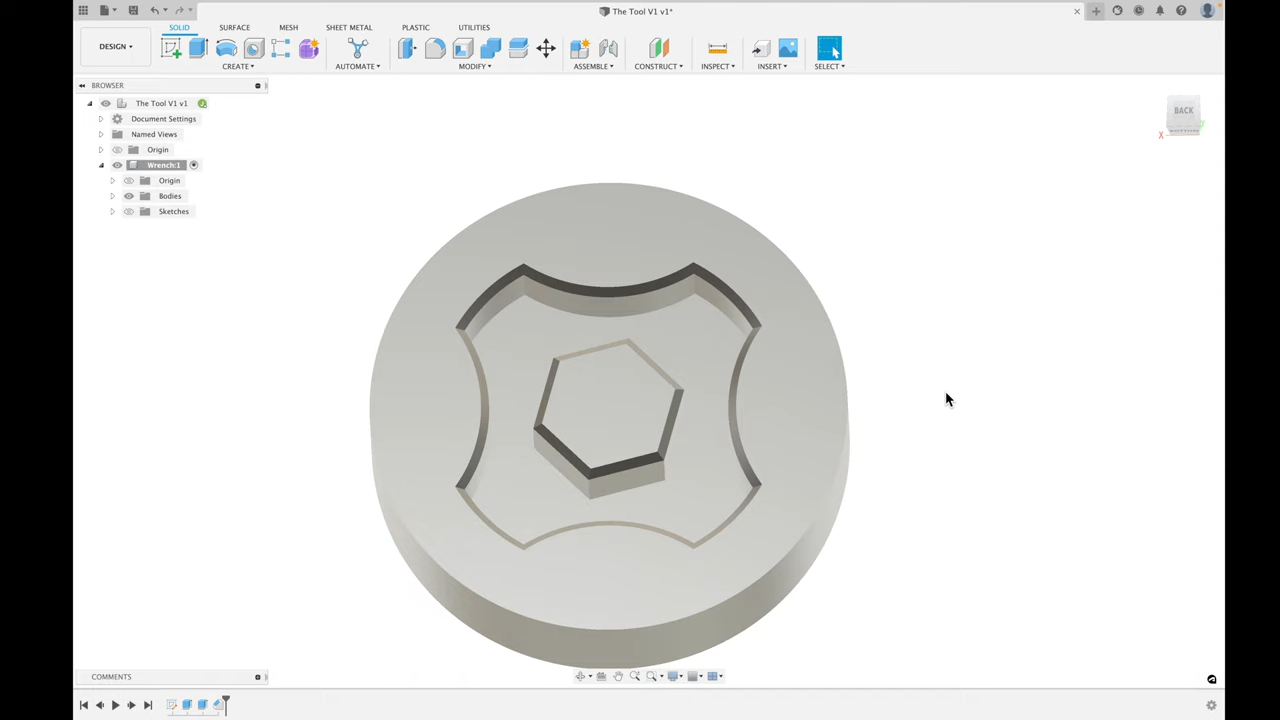 The Tool V1 v1*
SOLID SURFACE MESH SHEET METAL PLASTIC UTILITIES
DESIGN
CREATE AUTOMATE MODIFY ASSEMBLE CONSTRUCT INSPECT INSERT SELECT
BROWSER
The Tool V1 v1
Document Settings
Named Views
Origin
Wrench:1
Origin
Bodies
Sketches
BACK
X
COMMENTS